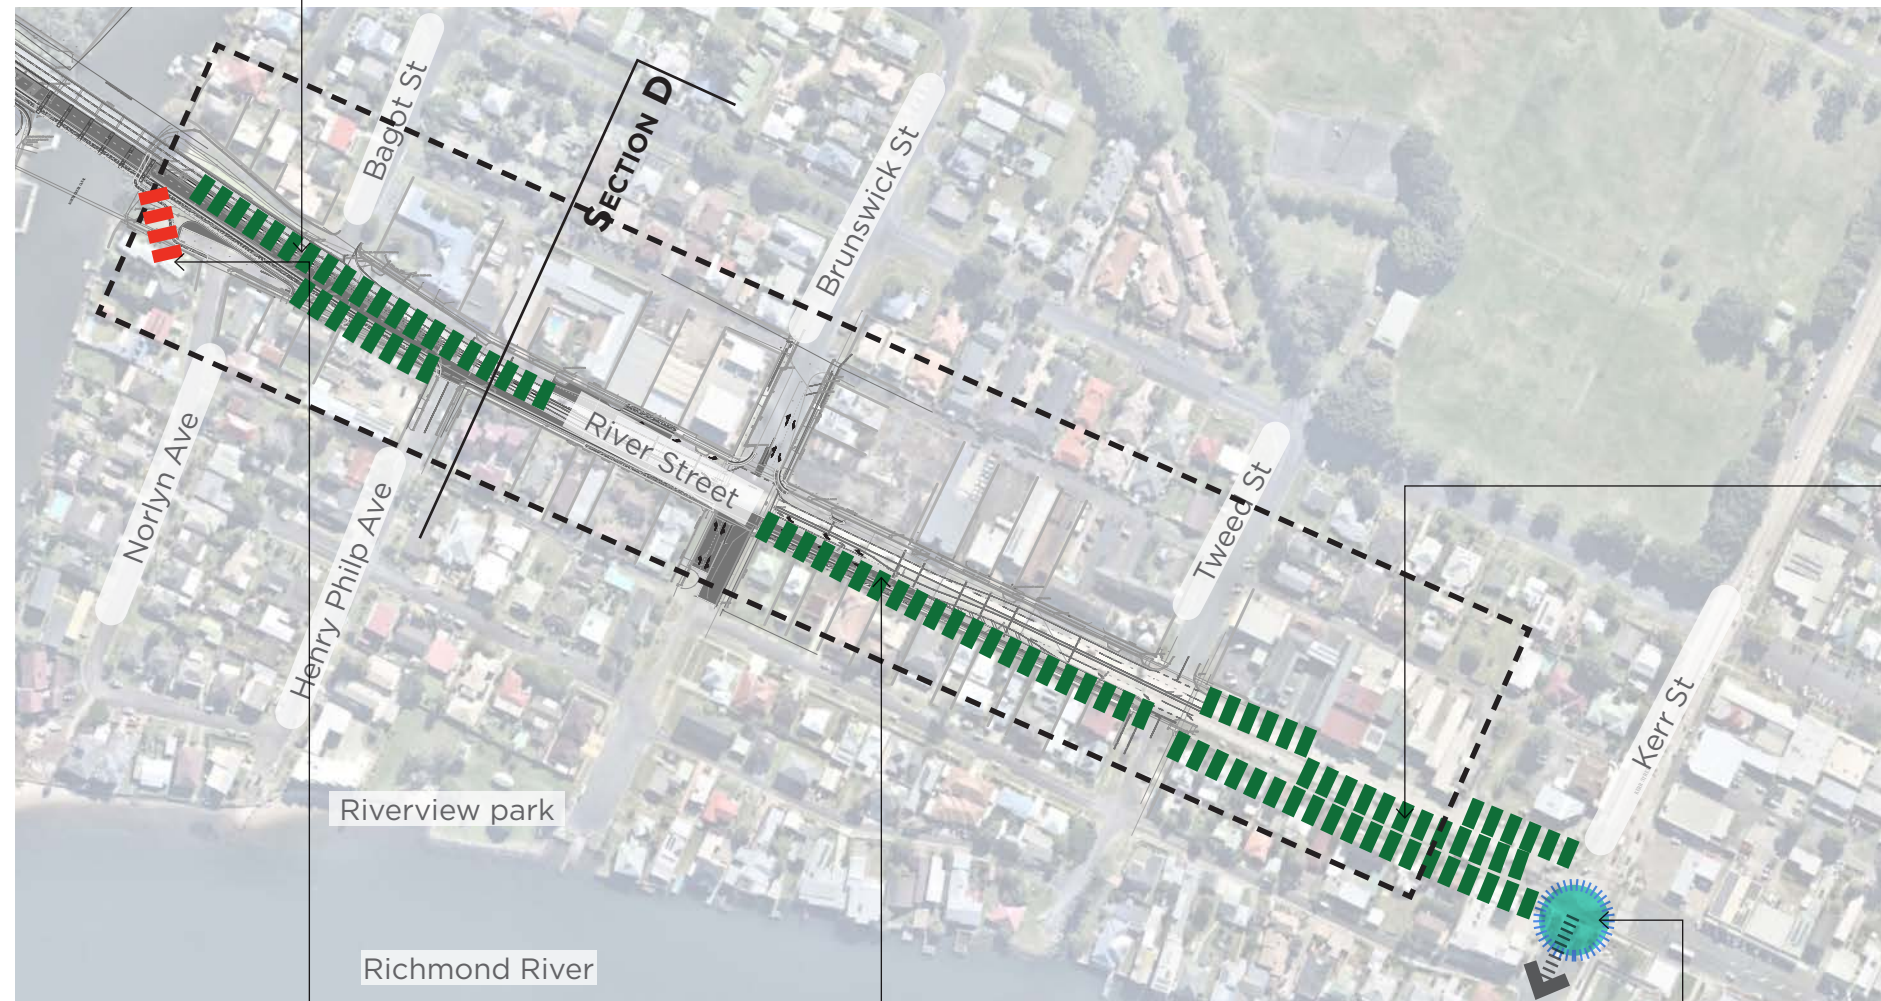 Bagot St
SECTION D
Brunswick St
River Street
Norlyn Ave
Henry Philp Ave
Tweed St
Kerr St
Riverview park
Richmond River